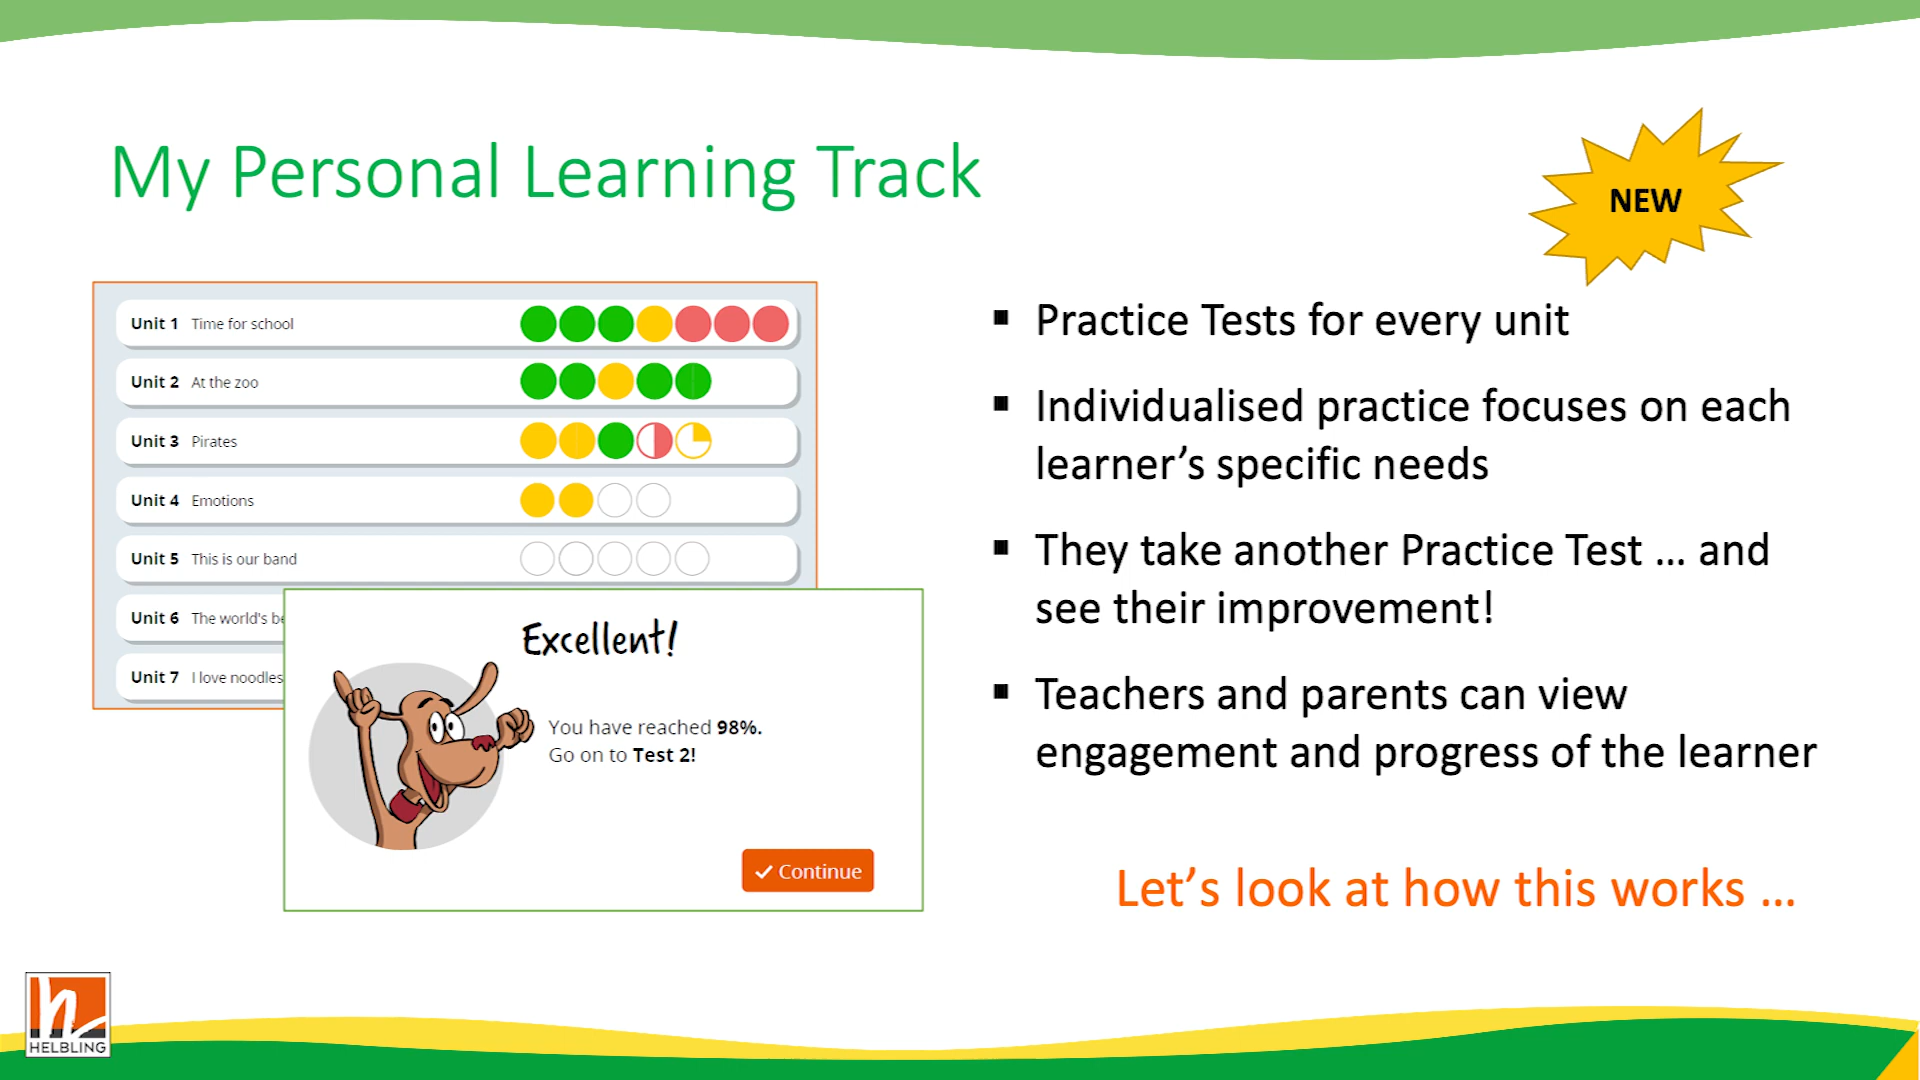 My Personal Learning Track
NEW
Unit 1 Time for school
Unit 2 At the zoo
Unit 3 Pirates
Unit 4 Emotions
Unit 5 This is our band
Unit 6 The world's
Unit 7 I love noodles
Excellent!
You have reached 98%.
Go on to Test 2!
Continue
▪ Practice Tests for every unit
▪ Individualised practice focuses on each
learner’s specific needs
▪ They take another Practice Test ... and
see their improvement!
▪ Teachers and parents can view
engagement and progress of the learner
Let’s look at how this works ...
h
HELBLING